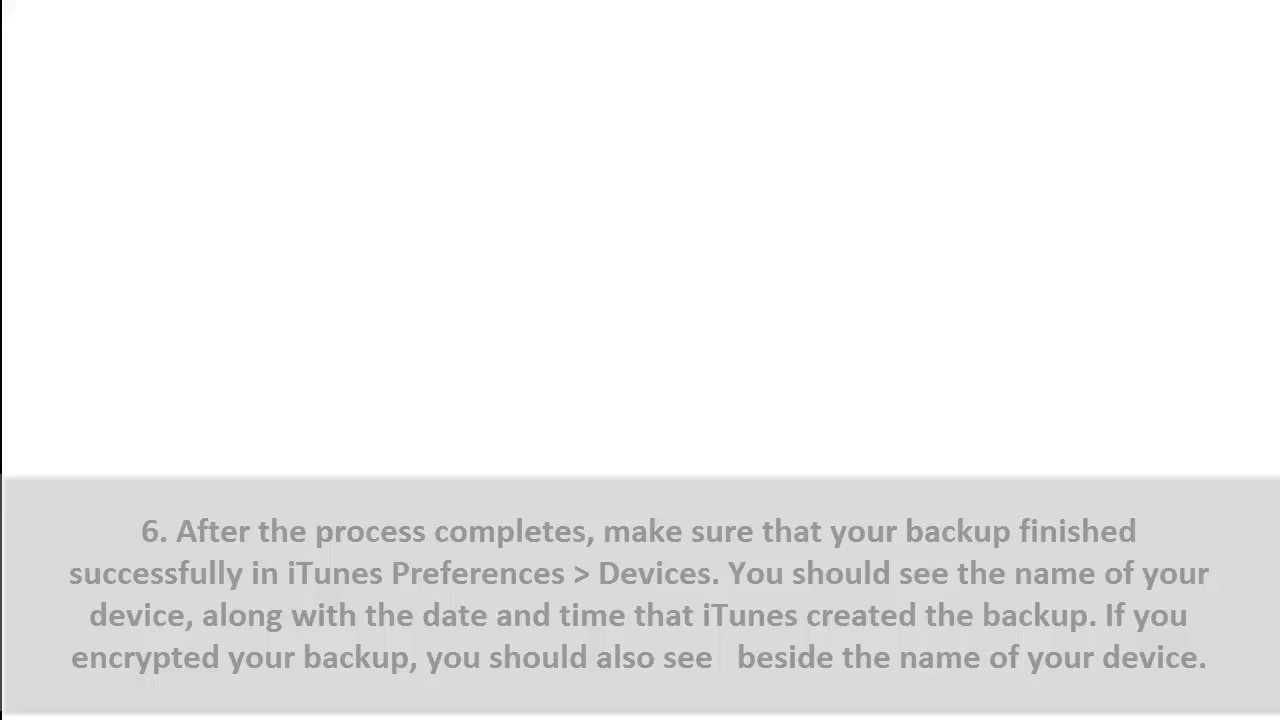 6. After the process completes, make sure that your backup finished
successfully in iTunes Preferences > Devices. You should see the name of your
device, along with the date and time that iTunes created the backup. If you
encrypted your backup, you should also see   beside the name of your device.